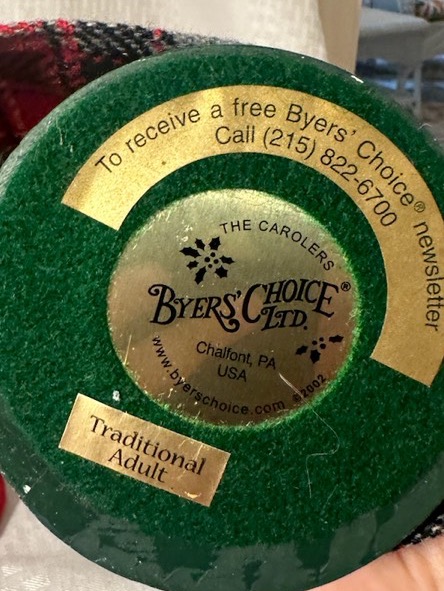 To receive a free Byers' Choice® newsletter
Call (215) 822-6700
THE CAROLERS
BYERS' CHOICE®
LTD.
Chalfont, PA
USA
www.byerschoice.com ©2002
Traditional
Adult